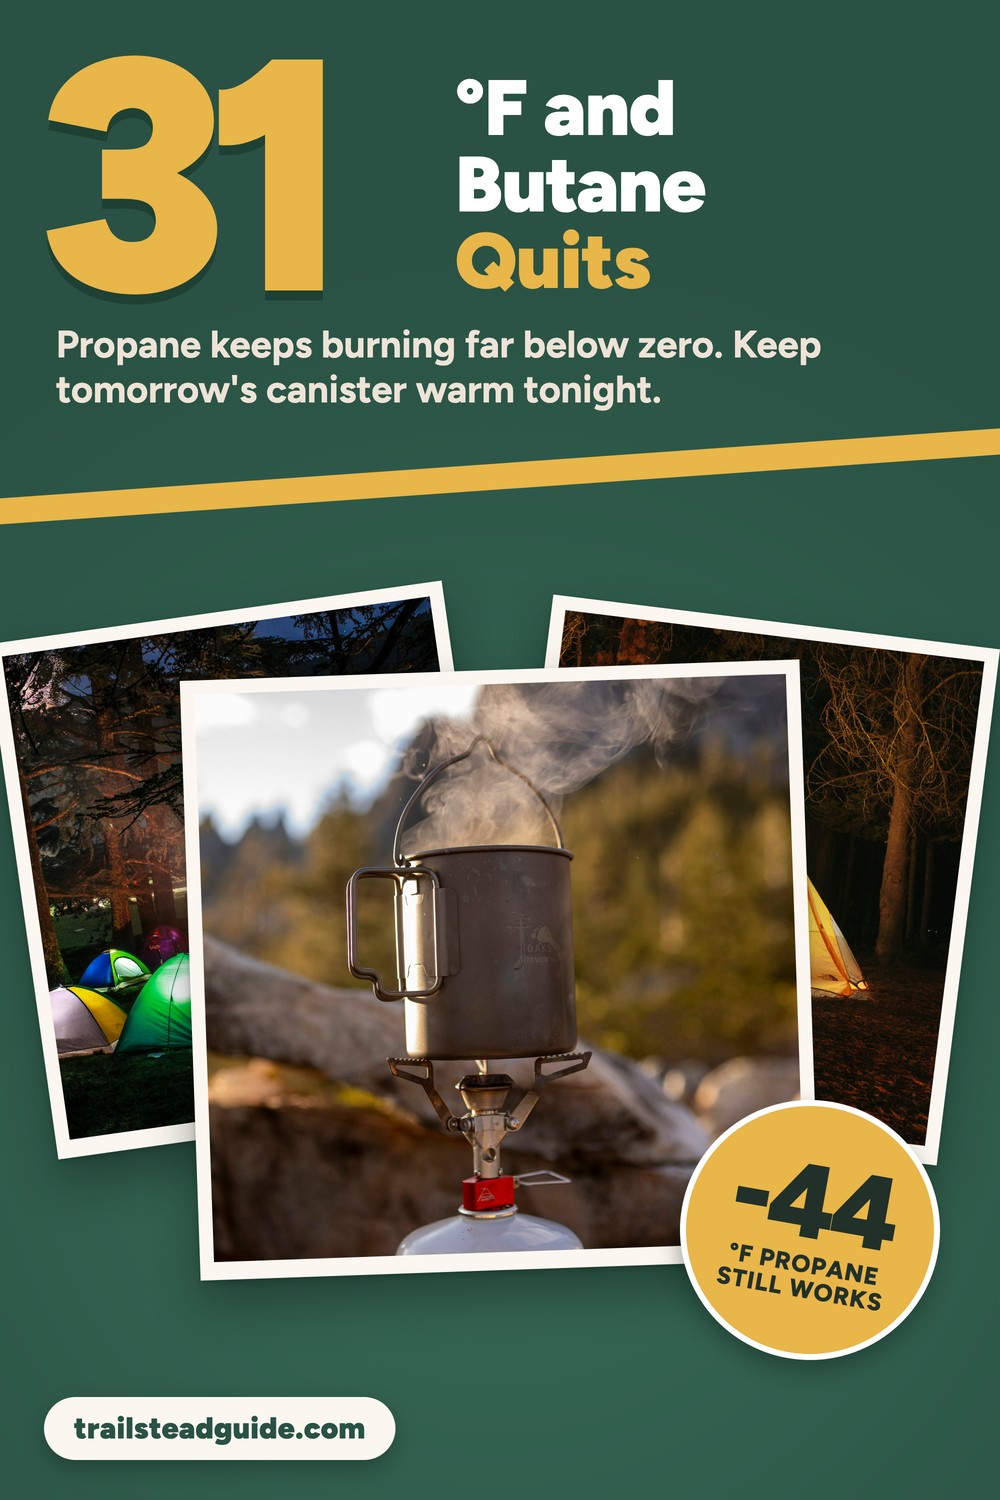 31
°F and
Butane
Quits
Propane keeps burning far below zero. Keep
tomorrow's canister warm tonight.
-44
°F PROPANE
STILL WORKS
trailsteadguide.com